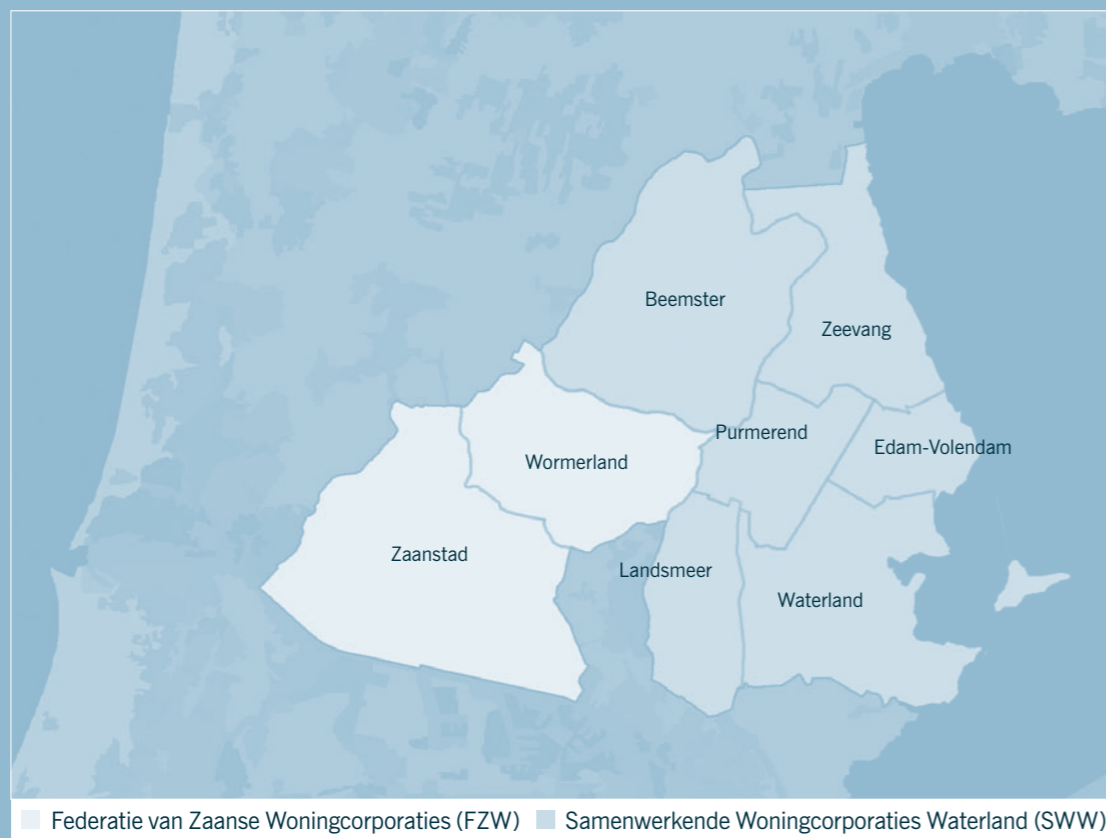 Beemster
Zeevang
Purmerend
Edam-Volendam
Wormerland
Zaanstad
Landsmeer
Waterland
Federatie van Zaanse Woningcorporaties (FZW) Samenwerkende Woningcorporaties Waterland (SWW)